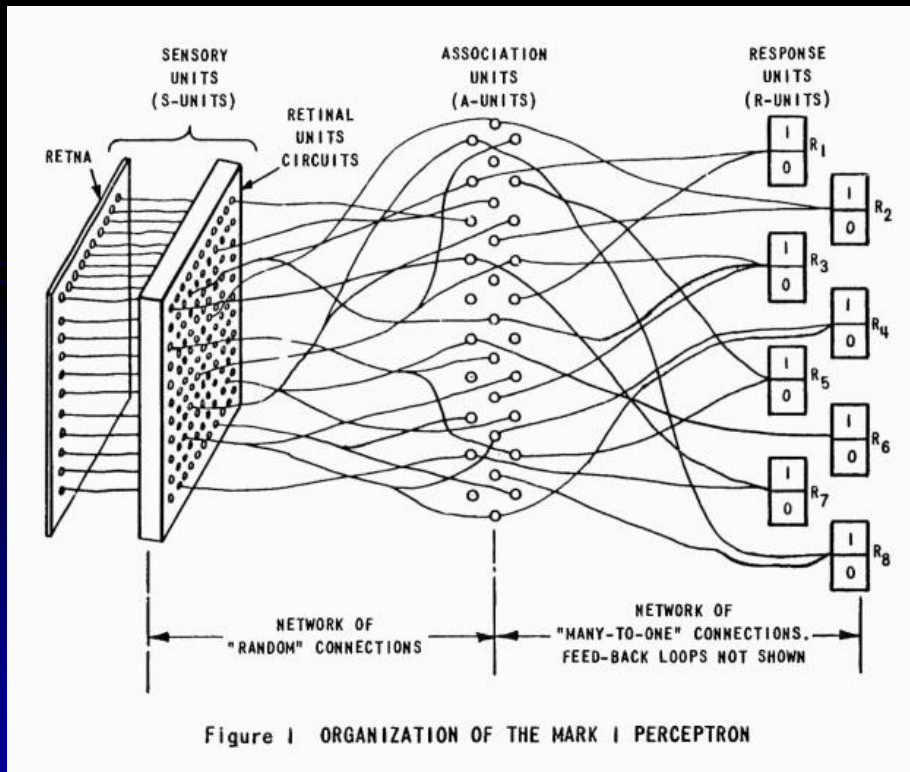 SENSORY
UNITS
(S-UNITS)
RETINAL
UNITS
CIRCUITS
RETNA
ASSOCIATION
UNITS
(A-UNITS)
RESPONSE
UNITS
(R-UNITS)
1
0
R1
1
0
R2
1
0
R3
1
0
R4
1
0
R5
1
0
R6
1
0
R7
1
0
R8
NETWORK OF
"RANDOM" CONNECTIONS
NETWORK OF
"MANY-TO-ONE" CONNECTIONS.
FEED-BACK LOOPS NOT SHOWN
Figure 1 ORGANIZATION OF THE MARK 1 PERCEPTRON